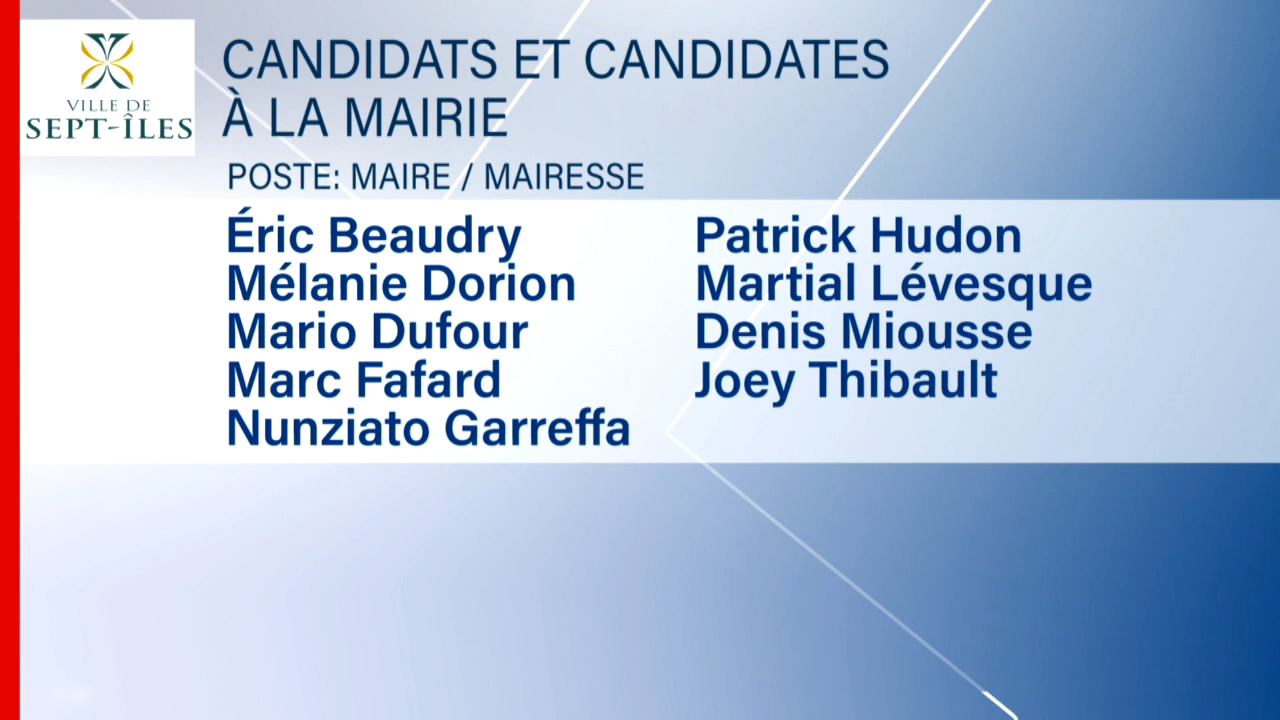 VILLE DE
SEPT-ÎLES
CANDIDATS ET CANDIDATES
À LA MAIRIE
POSTE: MAIRE / MAIRESSE
Éric Beaudry
Mélanie Dorion
Mario Dufour
Marc Fafard
Nunziato Garreffa
Patrick Hudon
Martial Lévesque
Denis Miousse
Joey Thibault